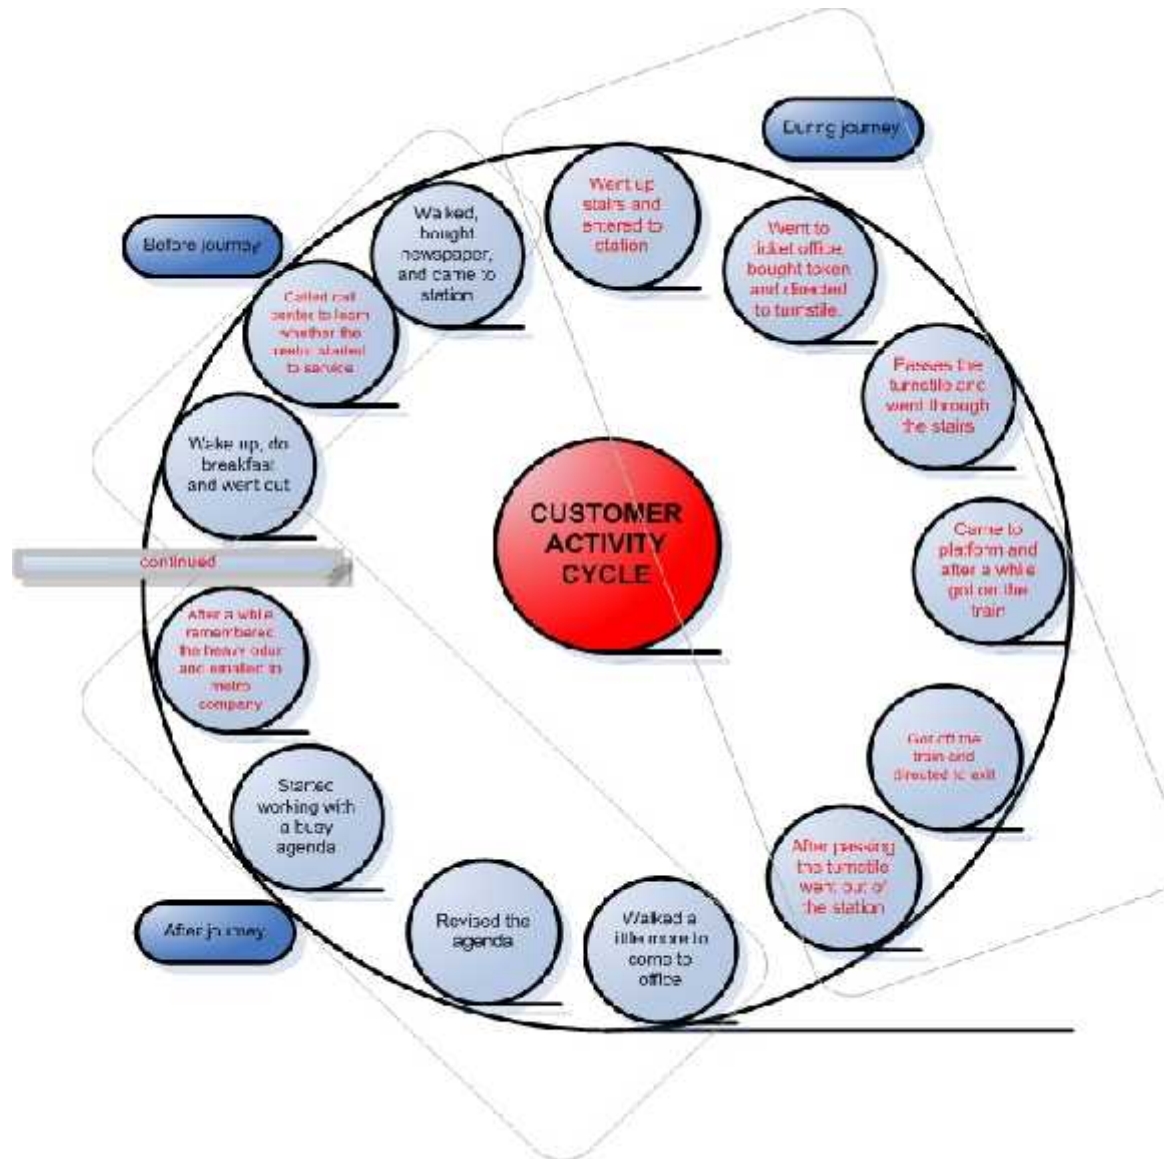 During journey
Went up
stairs and
entered to
station
Went to
ticket office,
bought token
and directed
to turnstile.
Passes the
turnstile and
went through
the stairs
Came to
platform and
after a while
got on the
train
Got off the
train and
directed to exit
After passing
the turnstile
went out of
the station
Before journey
Wake up, do
breakfast
and went out
Called call
center to learn
whether the
metro started
to service
Walked,
bought
newspaper,
and came to
station
CUSTOMER
ACTIVITY
CYCLE
continued
After a while
remembered
the heavy odor
and emailed to
metro
company
Started
working with
a busy
agenda
Revised the
agenda
Walked a
little more to
come to
office
After journey